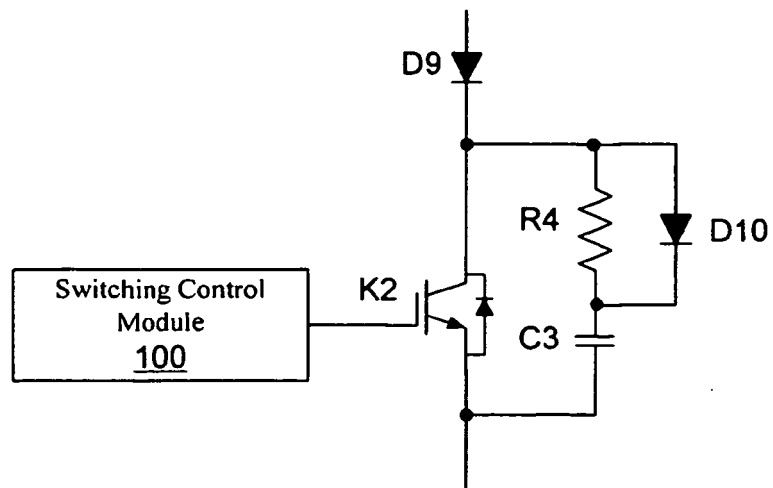 D9
R4
D10
K2
Switching Control
Module
100
C3